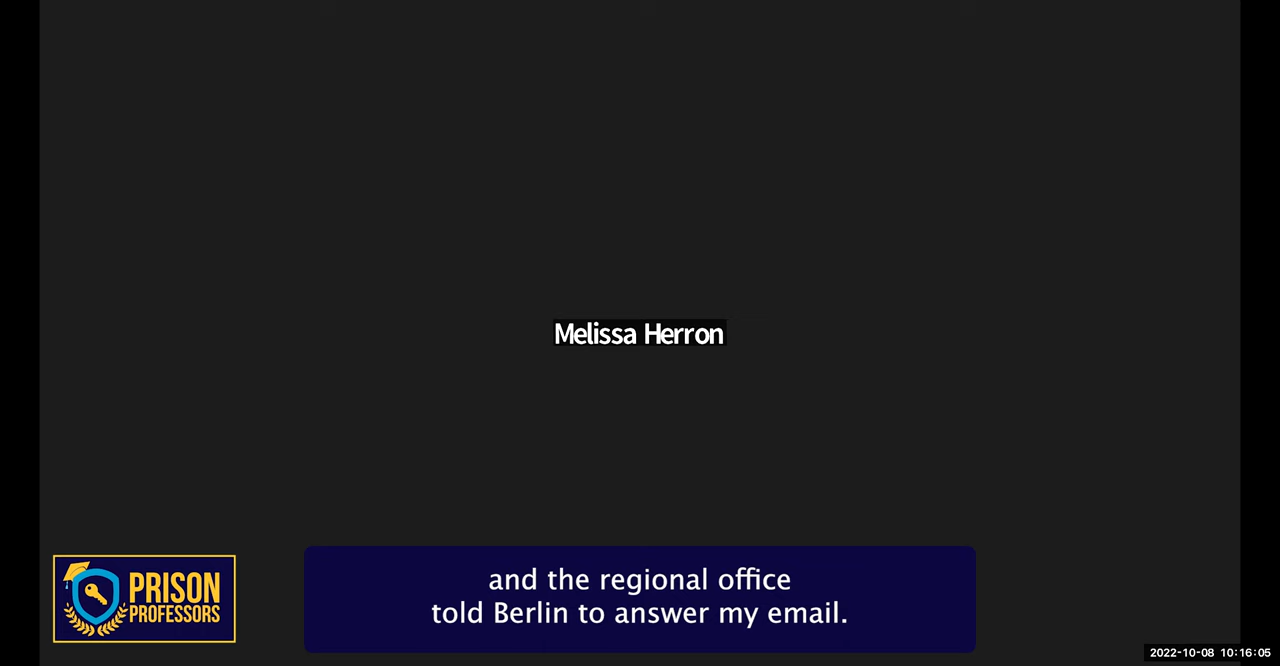 Melissa Herron
PRISON
PROFESSORS
and the regional office
told Berlin to answer my email.
2022-10-08 10:16:05